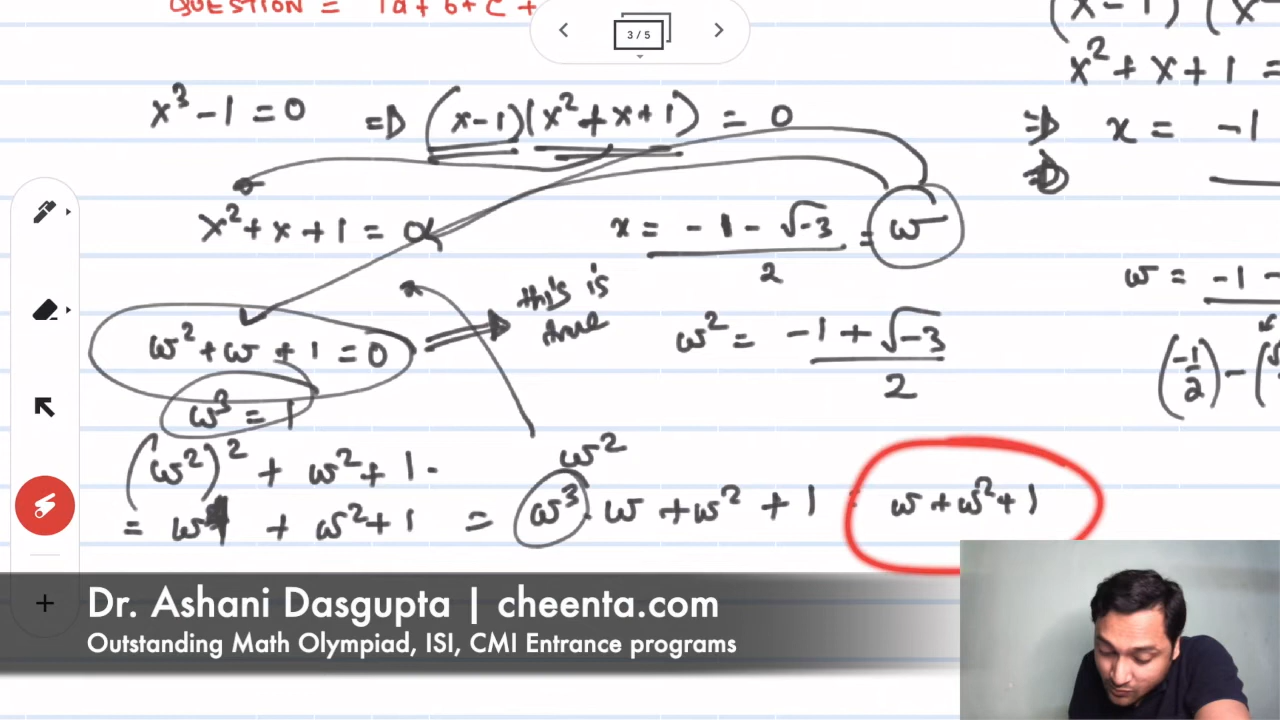 QUESTION = |a + b + c +
3 / 5
(x-1) (x
x² + x + 1 =
x³ - 1 = 0 ⇒ (x-1)(x² + x + 1) = 0
⇒ x = -1
⇒
x² + x + 1 = 0
x = (-1 - √-3)/2 = ω
ω = -1 -
this is
true
ω² + ω + 1 = 0
ω² = (-1 + √-3)/2
(-1/2) - (√
ω³ = 1
(ω²)² + ω² + 1 .
ω²
= ω⁴ + ω² + 1 = ω³ . ω + ω² + 1 = ω + ω² + 1
Dr. Ashani Dasgupta | cheenta.com
Outstanding Math Olympiad, ISI, CMI Entrance programs